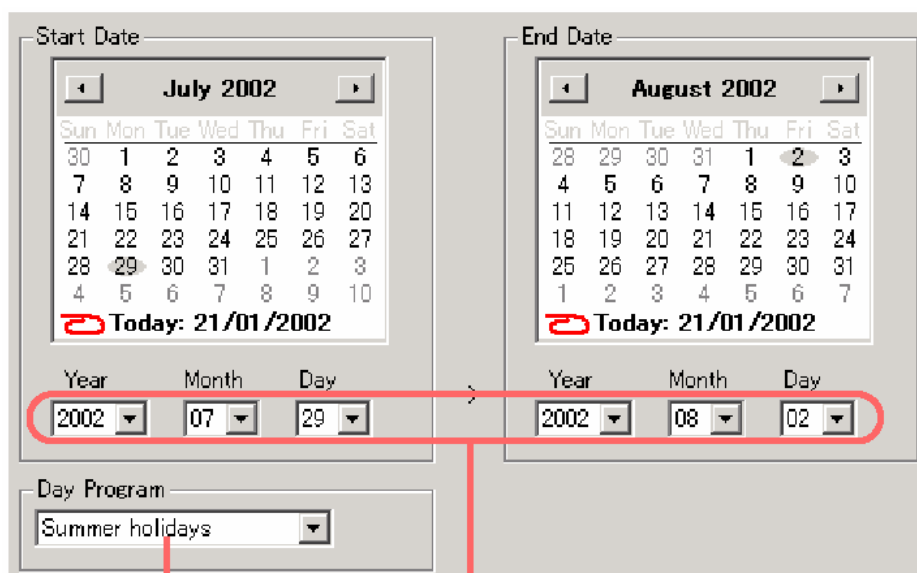 Start Date
July 2002
Sun Mon Tue Wed Thu Fri Sat
30 1 2 3 4 5 6
7 8 9 10 11 12 13
14 15 16 17 18 19 20
21 22 23 24 25 26 27
28 29 30 31 1 2 3
4 5 6 7 8 9 10
Today: 21/01/2002
Year Month Day
2002 07 29
End Date
August 2002
Sun Mon Tue Wed Thu Fri Sat
28 29 30 31 1 2 3
4 5 6 7 8 9 10
11 12 13 14 15 16 17
18 19 20 21 22 23 24
25 26 27 28 29 30 31
1 2 3 4 5 6 7
Today: 21/01/2002
Year Month Day
2002 08 02
Day Program
Summer holidays